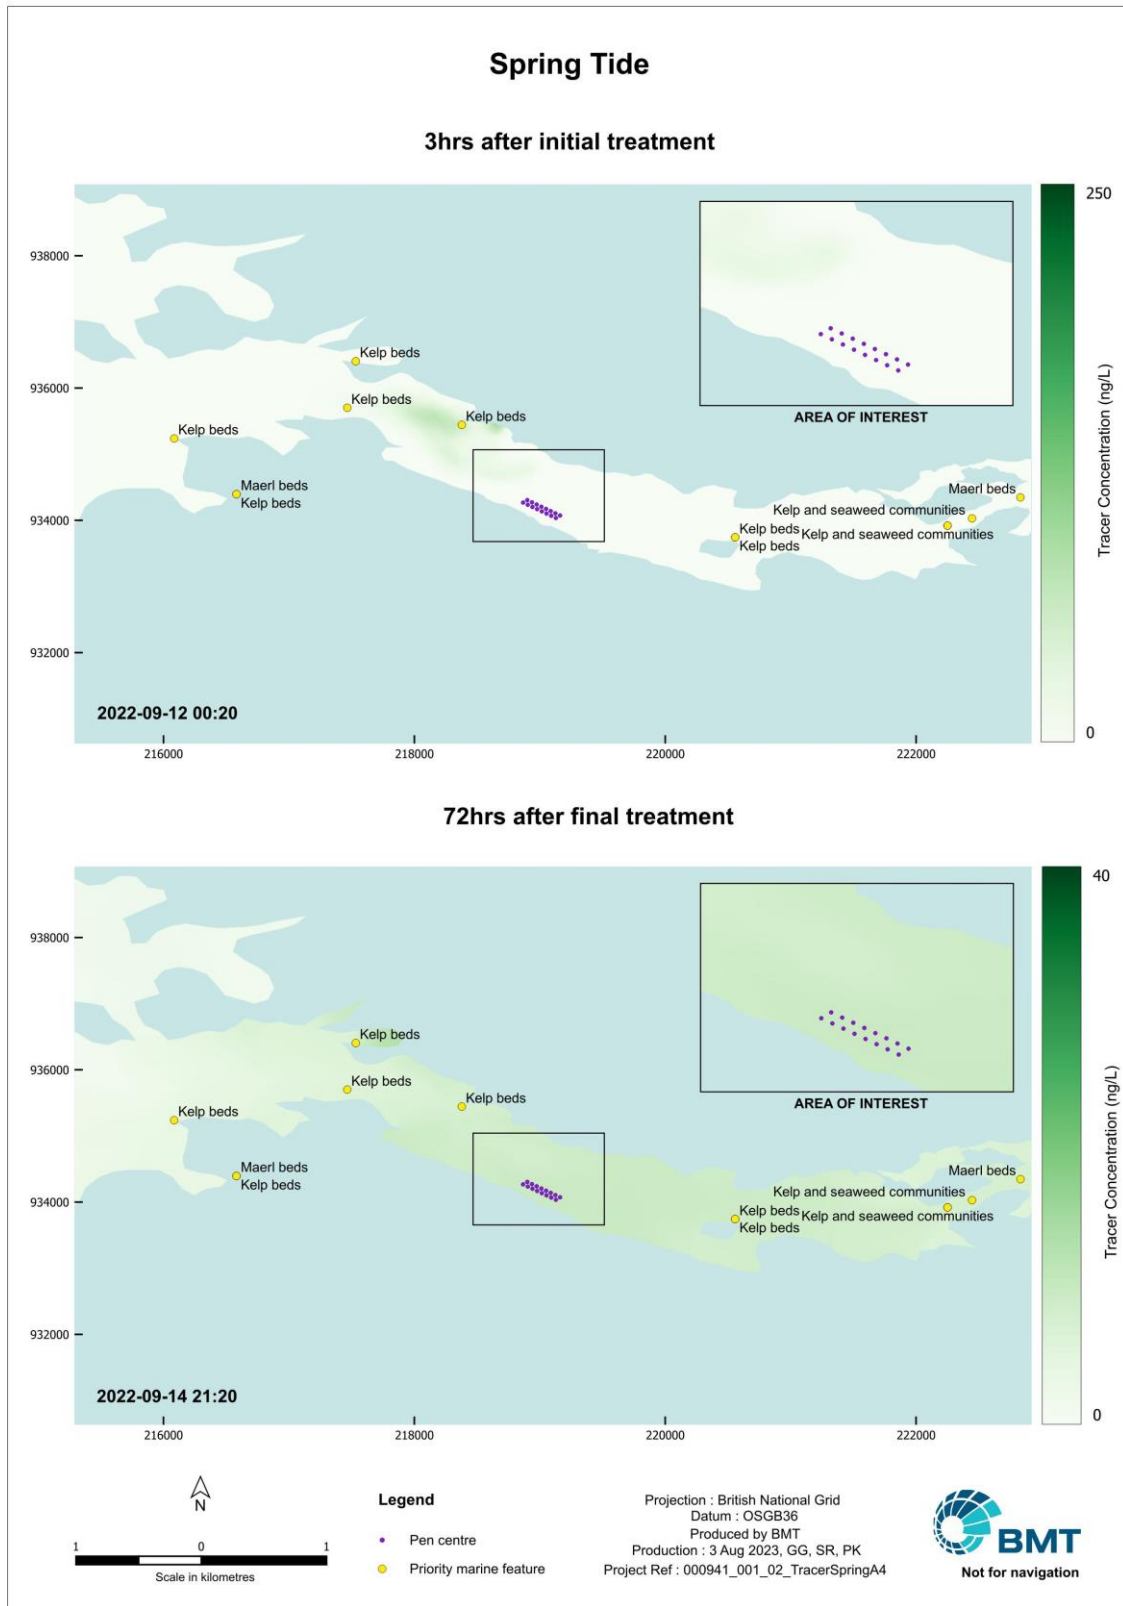 Spring Tide
3hrs after initial treatment
938000
936000
934000
932000
216000
218000
220000
222000
Kelp beds
Kelp beds
Kelp beds
Kelp beds
Maerl beds
Kelp beds
Maerl beds
Kelp and seaweed communities
Kelp beds
Kelp and seaweed communities
Kelp beds
AREA OF INTEREST
2022-09-12 00:20
250
0
Tracer Concentration (ng/L)
72hrs after final treatment
938000
936000
934000
932000
216000
218000
220000
222000
Kelp beds
Kelp beds
Kelp beds
Kelp beds
Maerl beds
Kelp beds
Maerl beds
Kelp and seaweed communities
Kelp beds
Kelp and seaweed communities
Kelp beds
AREA OF INTEREST
2022-09-14 21:20
40
0
Tracer Concentration (ng/L)
N
1 0 1
Scale in kilometres
Legend
Pen centre
Priority marine feature
Projection : British National Grid
Datum : OSGB36
Produced by BMT
Production : 3 Aug 2023, GG, SR, PK
Project Ref : 000941_001_02_TracerSpringA4
BMT
Not for navigation